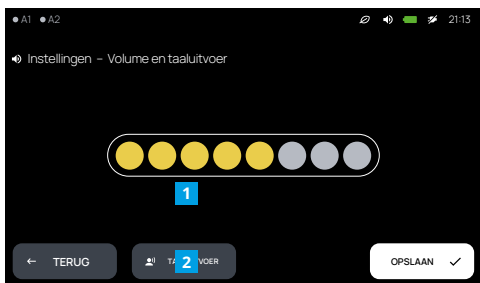 A1 A2 21:13
Instellingen – Volume en taaluitvoer
1
TERUG 2 OPSLAAN